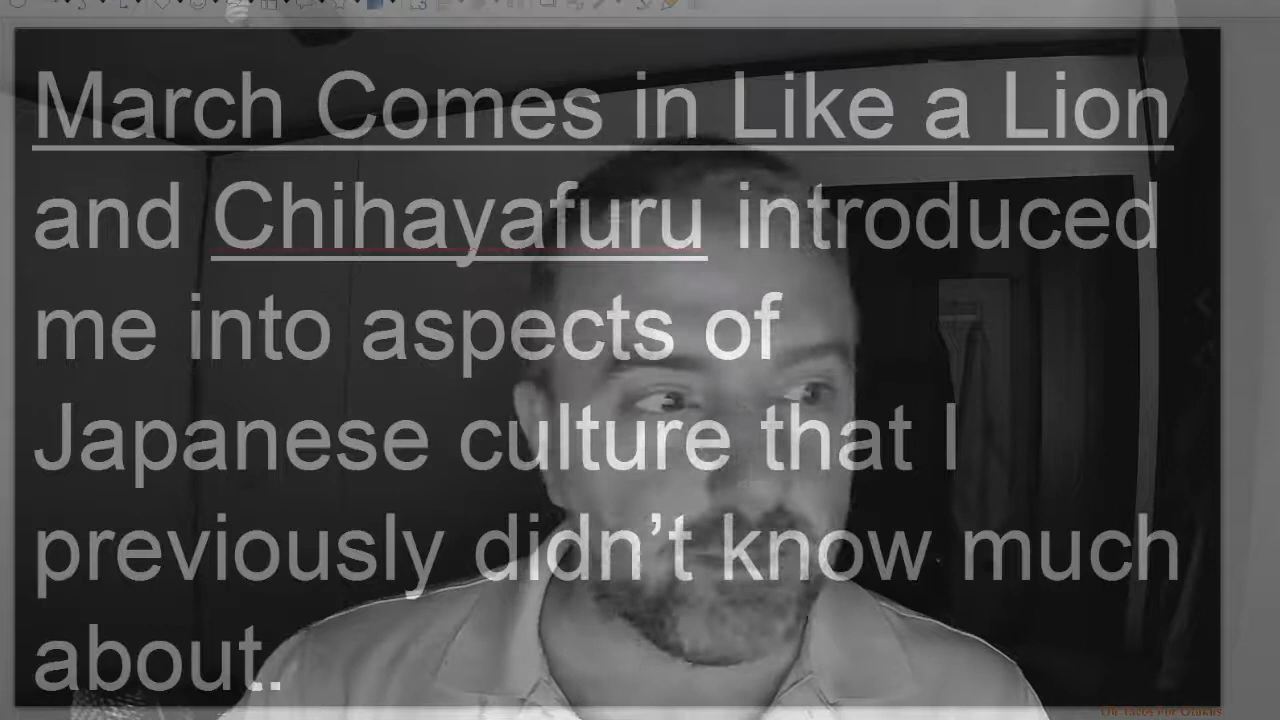 March Comes in Like a Lion
and Chihayafuru introduced
me into aspects of
Japanese culture that I
previously didn't know much
about.